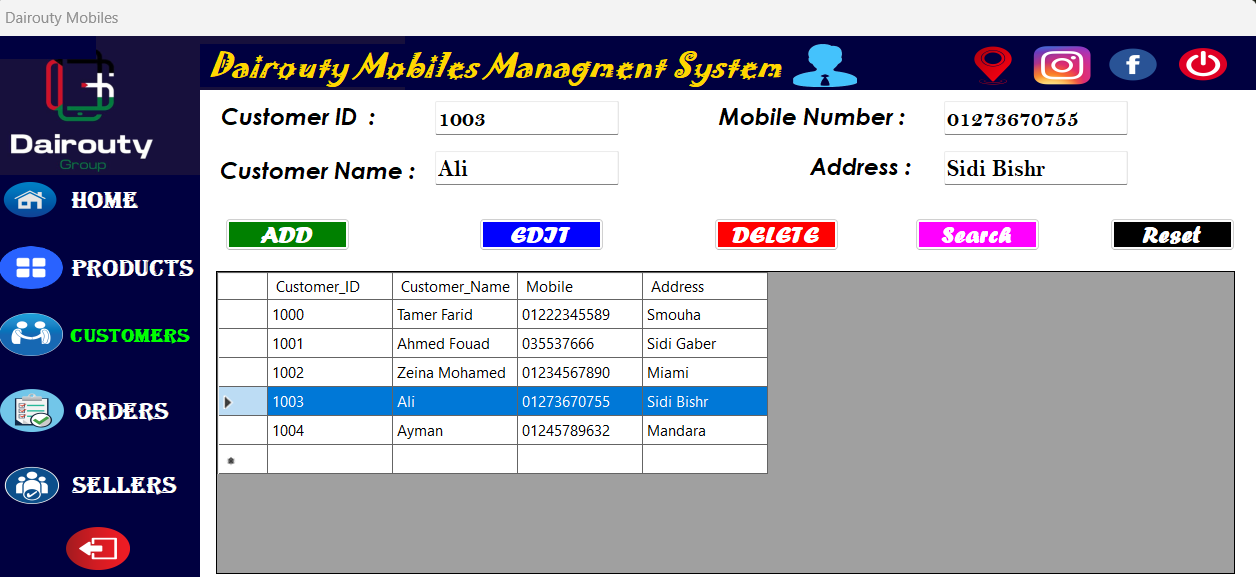 Dairouty Mobiles
Dairouty Mobiles Managment System
Dairouty
Group
HOME
PRODUCTS
CUSTOMERS
ORDERS
SELLERS
Customer ID : 1003 Mobile Number : 01273670755
Customer Name : Ali Address : Sidi Bishr
ADD EDIT DELETE Search Reset
Customer_ID Customer_Name Mobile Address
1000 Tamer Farid 01222345589 Smouha
1001 Ahmed Fouad 035537666 Sidi Gaber
1002 Zeina Mohamed 01234567890 Miami
1003 Ali 01273670755 Sidi Bishr
1004 Ayman 01245789632 Mandara